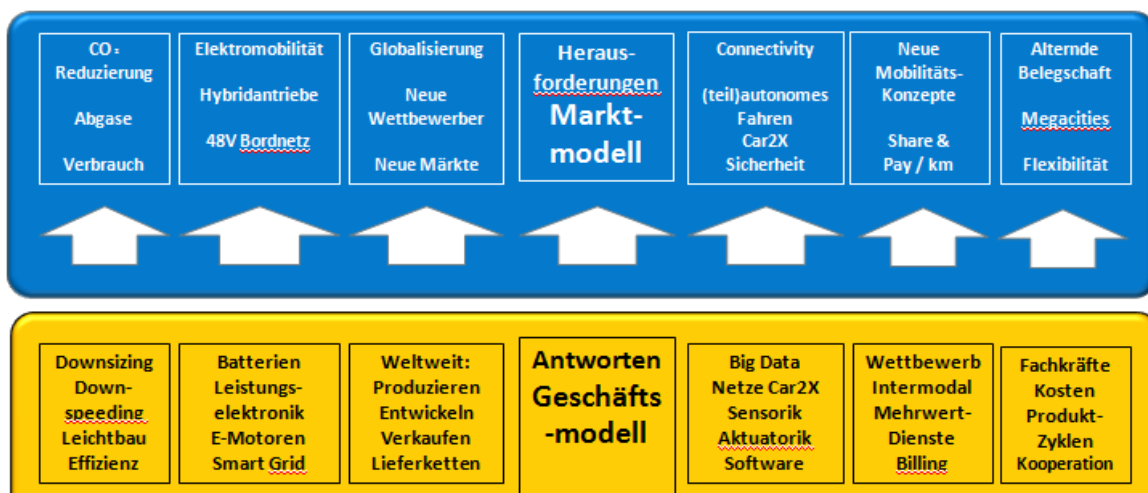 CO₂
Reduzierung
Abgase
Verbrauch
Elektromobilität
Hybridantriebe
48V Bordnetz
Globalisierung
Neue
Wettbewerber
Neue Märkte
Heraus-
forderungen
Markt-
modell
Connectivity
(teil)autonomes
Fahren
Car2X
Sicherheit
Neue
Mobilitäts-
Konzepte
Share &
Pay / km
Alternde
Belegschaft
Megacities
Flexibilität
Downsizing
Down-
speeding
Leichtbau
Effizienz
Batterien
Leistungs-
elektronik
E-Motoren
Smart Grid
Weltweit:
Produzieren
Entwickeln
Verkaufen
Lieferketten
Antworten
Geschäfts
-modell
Big Data
Netze Car2X
Sensorik
Aktuatorik
Software
Wettbewerb
Intermodal
Mehrwert-
Dienste
Billing
Fachkräfte
Kosten
Produkt-
Zyklen
Kooperation